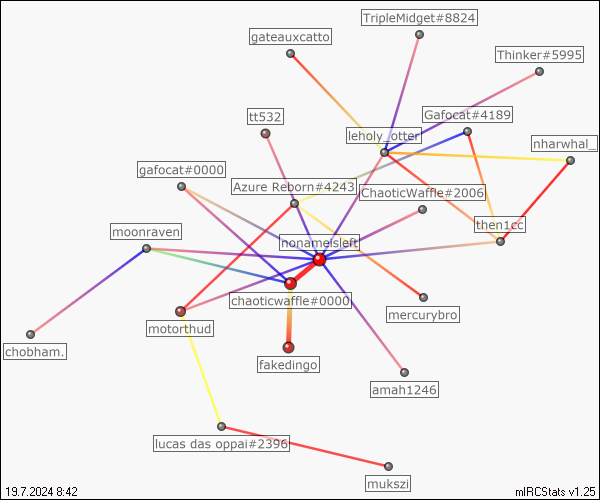 TripleMidget#8824
gateauxcatto
Thinker#5995
tt532
Gafocat#4189
leholy_otter
nharwhal_
gafocat#0000
Azure Reborn#4243
ChaoticWaffle#2006
then1cc
moonraven
nonameisleft
chaoticwaffle#0000
mercurybro
motorthud
chobham.
fakedingo
amah1246
lucas das oppai#2396
mukszi
19.7.2024 8:42
mIRCStats v1.25